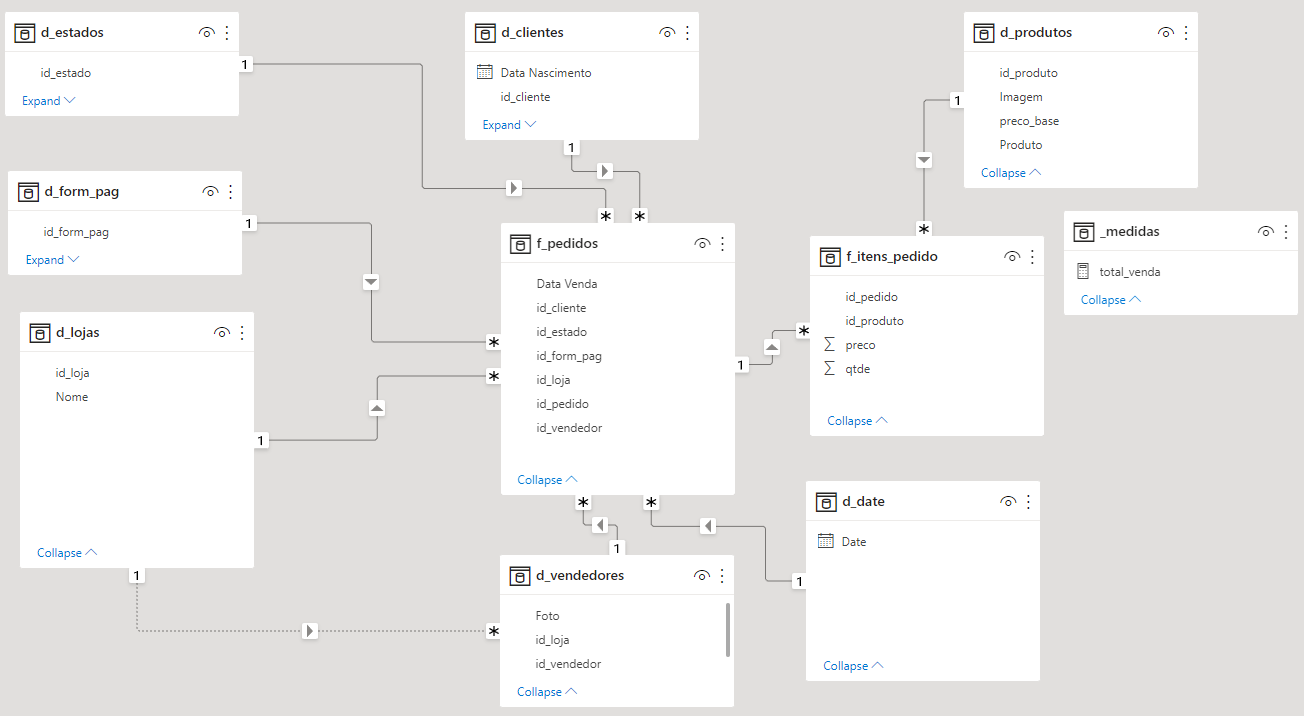 d_estados
id_estado
Expand
1
d_clientes
Data Nascimento
id_cliente
Expand
1
d_produtos
id_produto
Imagem
preco_base
Produto
Collapse
1
d_form_pag
id_form_pag
Expand
1
d_lojas
id_loja
Nome
Collapse
1
1
*
*
*
*
f_pedidos
Data Venda
id_cliente
id_estado
id_form_pag
id_loja
id_pedido
id_vendedor
Collapse
1
*
*
*
*
f_itens_pedido
id_pedido
id_produto
∑ preco
∑ qtde
Collapse
_medidas
total_venda
Collapse
1
*
d_vendedores
Foto
id_loja
id_vendedor
Collapse
1
d_date
Date
Collapse